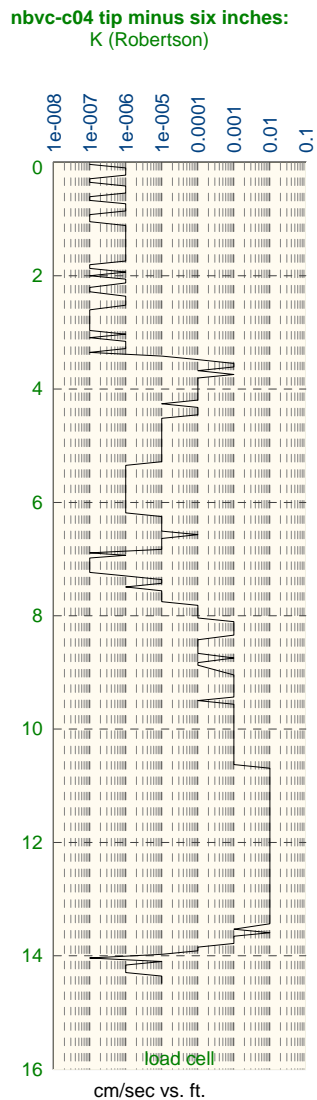 nbvc-c04 tip minus six inches:
K (Robertson)
1e-008
1e-007
1e-006
1e-005
0.0001
0.001
0.01
0.1
0
2
4
6
8
10
12
14
16
load cell
cm/sec vs. ft.